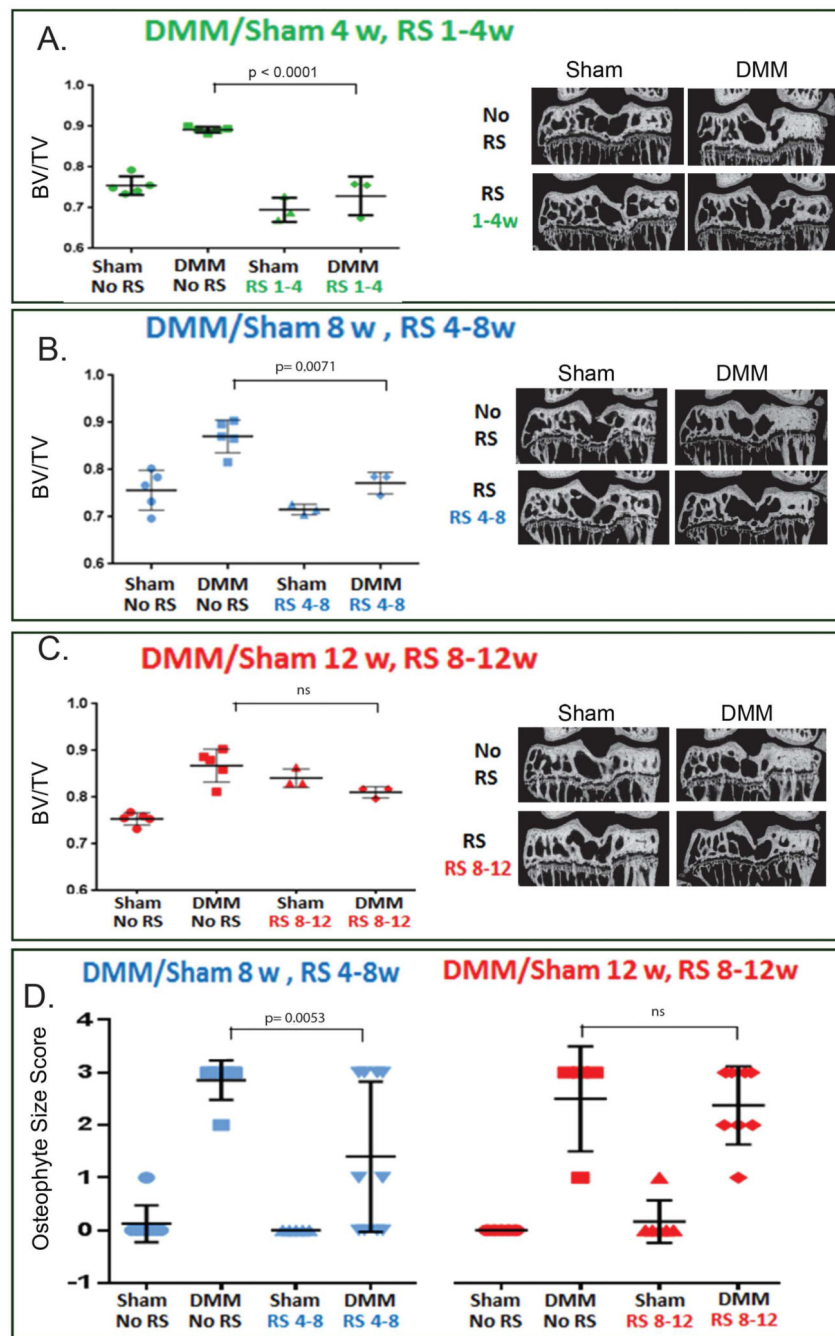 A.
DMM/Sham 4 w, RS 1-4w
p < 0.0001
BV/TV
1.0
0.9
0.8
0.7
0.6
Sham No RS
DMM No RS
Sham RS 1-4
DMM RS 1-4
Sham DMM
No RS
RS 1-4w
B.
DMM/Sham 8 w , RS 4-8w
p= 0.0071
BV/TV
1.0
0.9
0.8
0.7
0.6
Sham No RS
DMM No RS
Sham RS 4-8
DMM RS 4-8
Sham DMM
No RS
RS RS 4-8
C.
DMM/Sham 12 w, RS 8-12w
ns
BV/TV
1.0
0.9
0.8
0.7
0.6
Sham No RS
DMM No RS
Sham RS 8-12
DMM RS 8-12
Sham DMM
No RS
RS RS 8-12
D.
DMM/Sham 8 w , RS 4-8w
p= 0.0053
Osteophyte Size Score
4
3
2
1
0
-1
Sham No RS
DMM No RS
Sham RS 4-8
DMM RS 4-8
DMM/Sham 12 w, RS 8-12w
ns
Sham No RS
DMM No RS
Sham RS 8-12
DMM RS 8-12